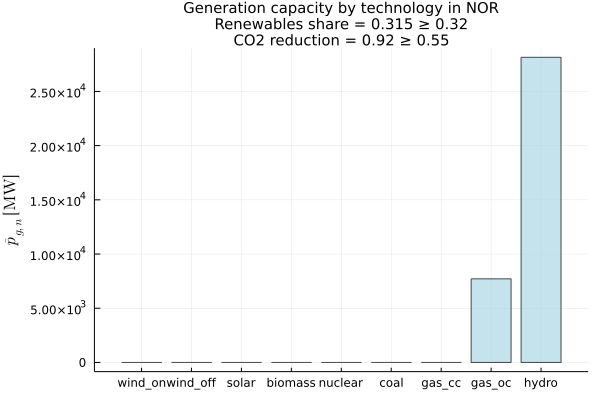 Generation capacity by technology in NOR
Renewables share = 0.315 ≥ 0.32
CO2 reduction = 0.92 ≥ 0.55
p̄_{g,n} [MW]
2.50×10⁴
2.00×10⁴
1.50×10⁴
1.00×10⁴
5.00×10³
0
wind_on wind_off solar biomass nuclear coal gas_cc gas_oc hydro